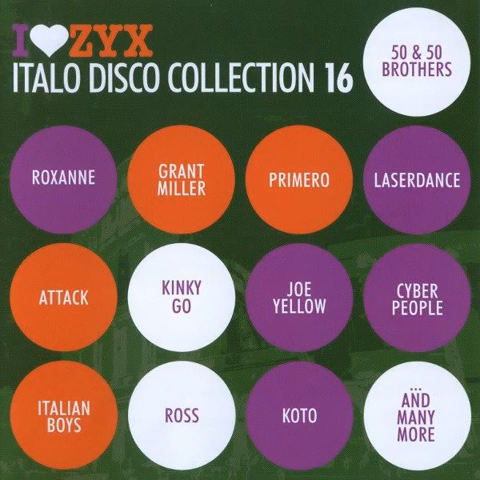 I ♥ ZYX
ITALO DISCO COLLECTION 16
50 & 50
BROTHERS
ROXANNE
GRANT
MILLER
PRIMERO
LASERDANCE
ATTACK
KINKY
GO
JOE
YELLOW
CYBER
PEOPLE
ITALIAN
BOYS
ROSS
KOTO
...
AND
MANY
MORE